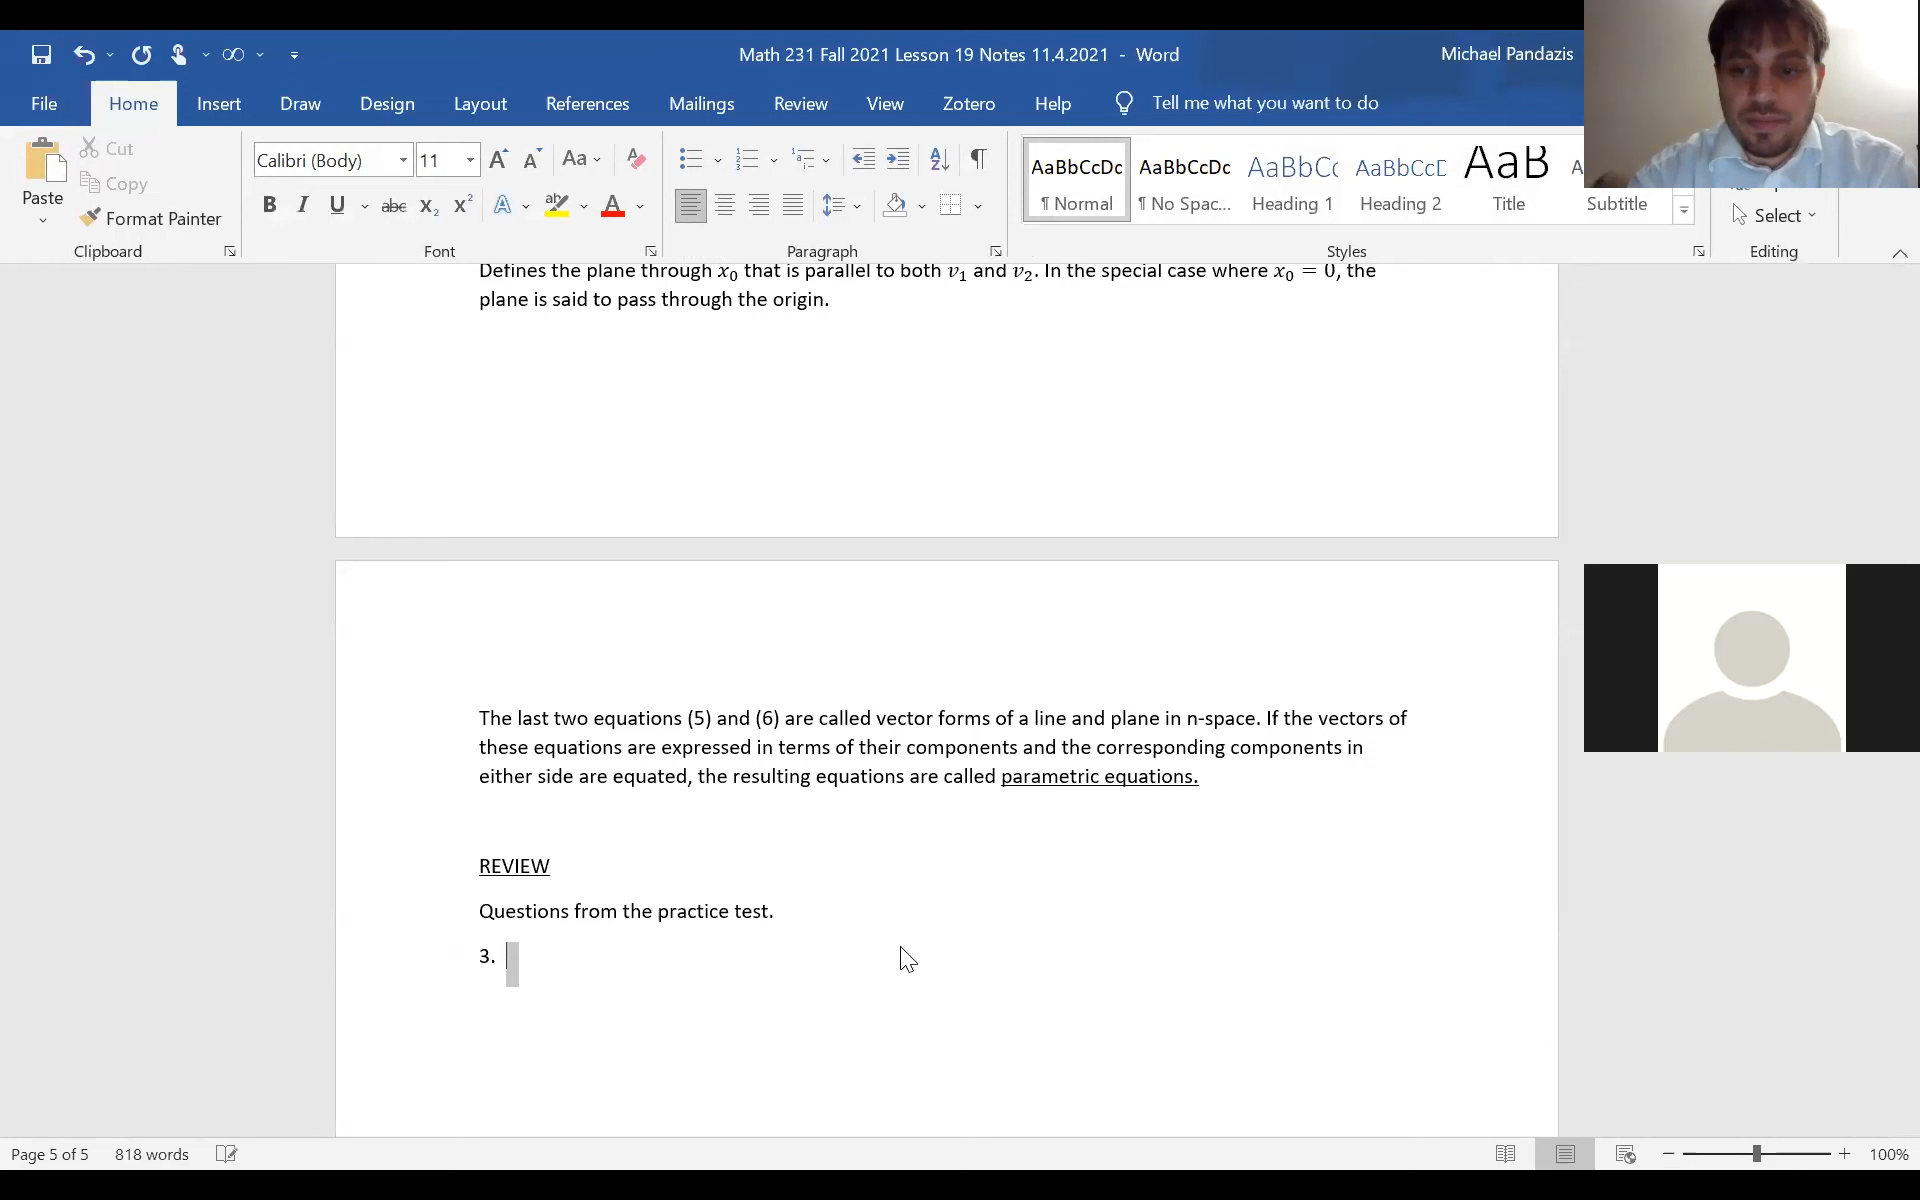 Math 231 Fall 2021 Lesson 19 Notes 11.4.2021 - Word
Michael Pandazis
File Home Insert Draw Design Layout References Mailings Review View Zotero Help Tell me what you want to do
Paste
Cut
Copy
Format Painter
Calibri (Body) 11
AaBbCcDc AaBbCcDc AaBbCc AaBbCcD AaB
¶ Normal ¶ No Spac... Heading 1 Heading 2 Title Subtitle
Select
Clipboard Font Paragraph Styles Editing
Defines the plane through x₀ that is parallel to both v₁ and v₂. In the special case where x₀ = 0, the
plane is said to pass through the origin.
The last two equations (5) and (6) are called vector forms of a line and plane in n-space. If the vectors of
these equations are expressed in terms of their components and the corresponding components in
either side are equated, the resulting equations are called parametric equations.
REVIEW
Questions from the practice test.
3.
Page 5 of 5 818 words
100%